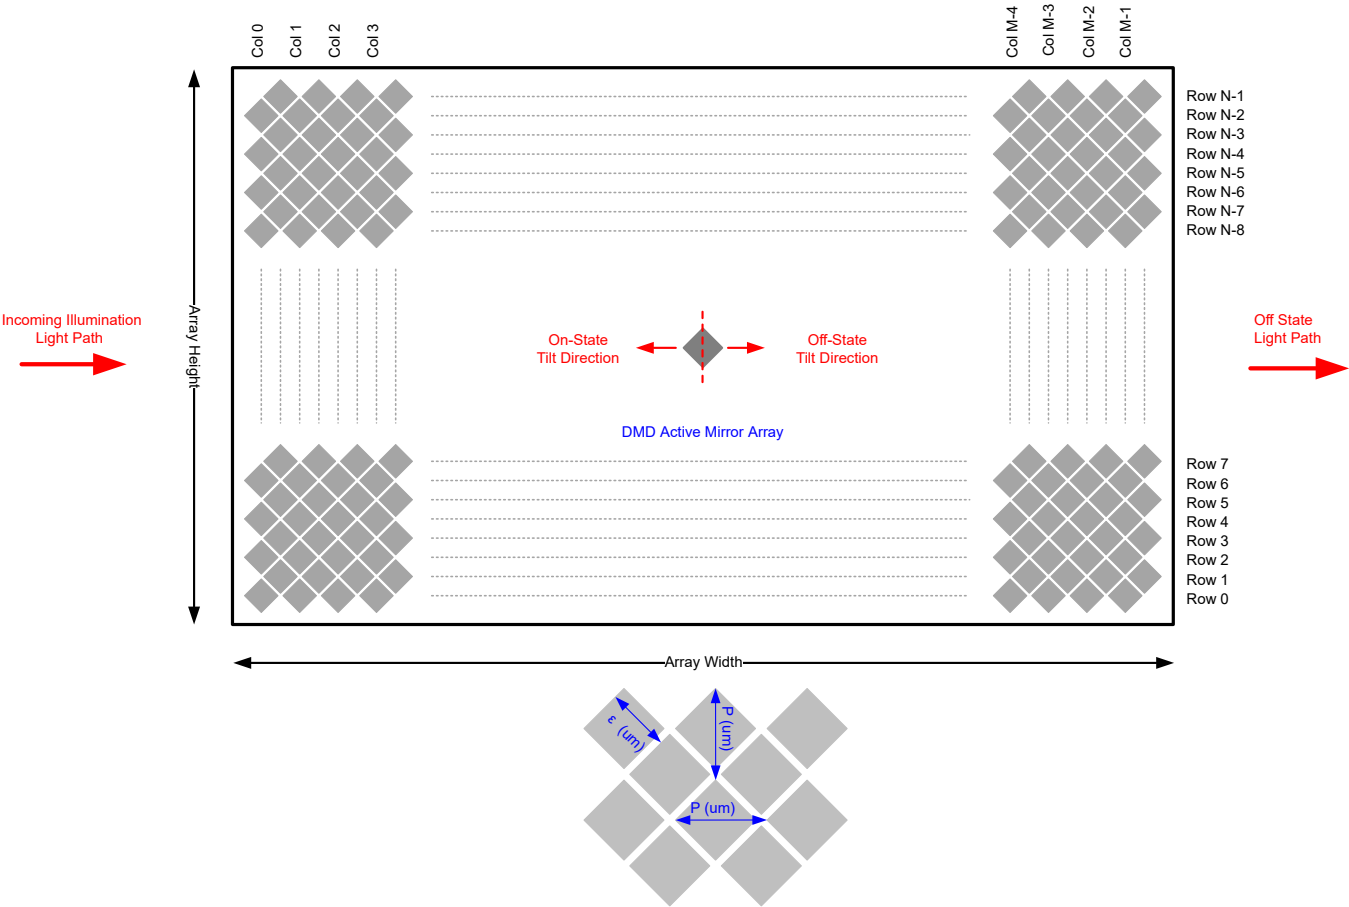 Col 0
Col 1
Col 2
Col 3
Col M-4
Col M-3
Col M-2
Col M-1
Row N-1
Row N-2
Row N-3
Row N-4
Row N-5
Row N-6
Row N-7
Row N-8
Incoming Illumination
Light Path
Array Height
On-State
Tilt Direction
Off-State
Tilt Direction
Off State
Light Path
DMD Active Mirror Array
Row 7
Row 6
Row 5
Row 4
Row 3
Row 2
Row 1
Row 0
Array Width
ε (um)
P (um)
P (um)